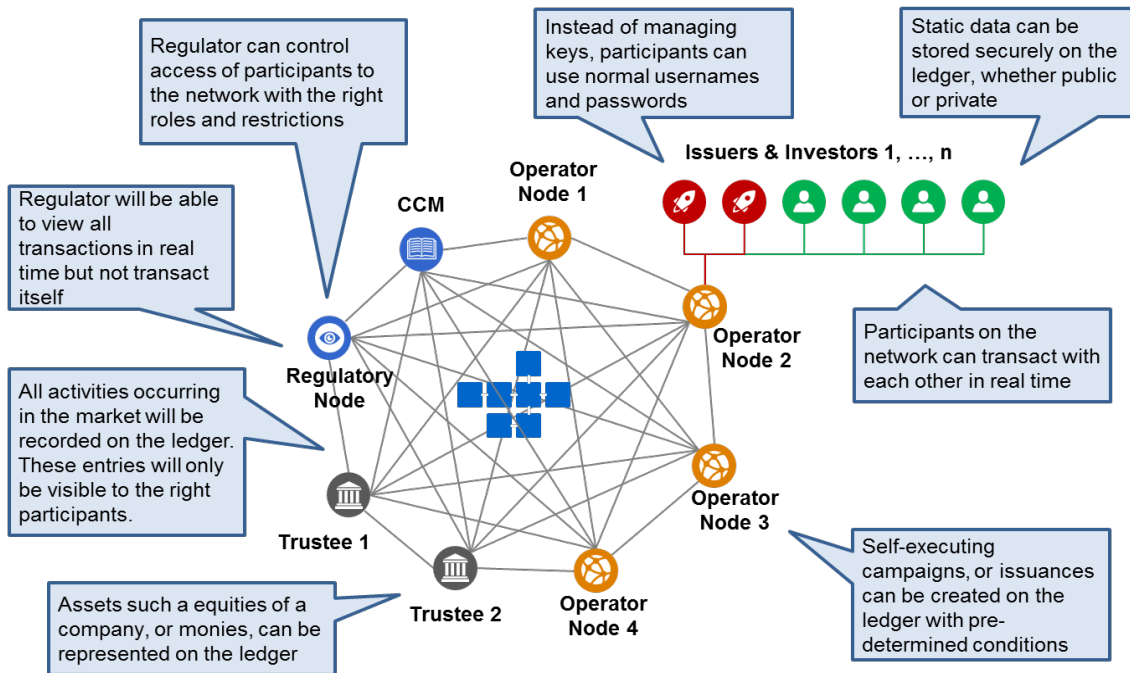 Regulator can control
access of participants to
the network with the right
roles and restrictions
Instead of managing
keys, participants can
use normal usernames
and passwords
Static data can be
stored securely on the
ledger, whether public
or private
Issuers & Investors 1, ..., n
Regulator will be able
to view all
transactions in real
time but not transact
itself
CCM
Operator
Node 1
Operator
Node 2
Regulatory
Node
Participants on the
network can transact with
each other in real time
All activities occurring
in the market will be
recorded on the ledger.
These entries will only
be visible to the right
participants.
Operator
Node 3
Trustee 1
Trustee 2
Operator
Node 4
Self-executing
campaigns, or issuances
can be created on the
ledger with pre-
determined conditions
Assets such a equities of a
company, or monies, can be
represented on the ledger